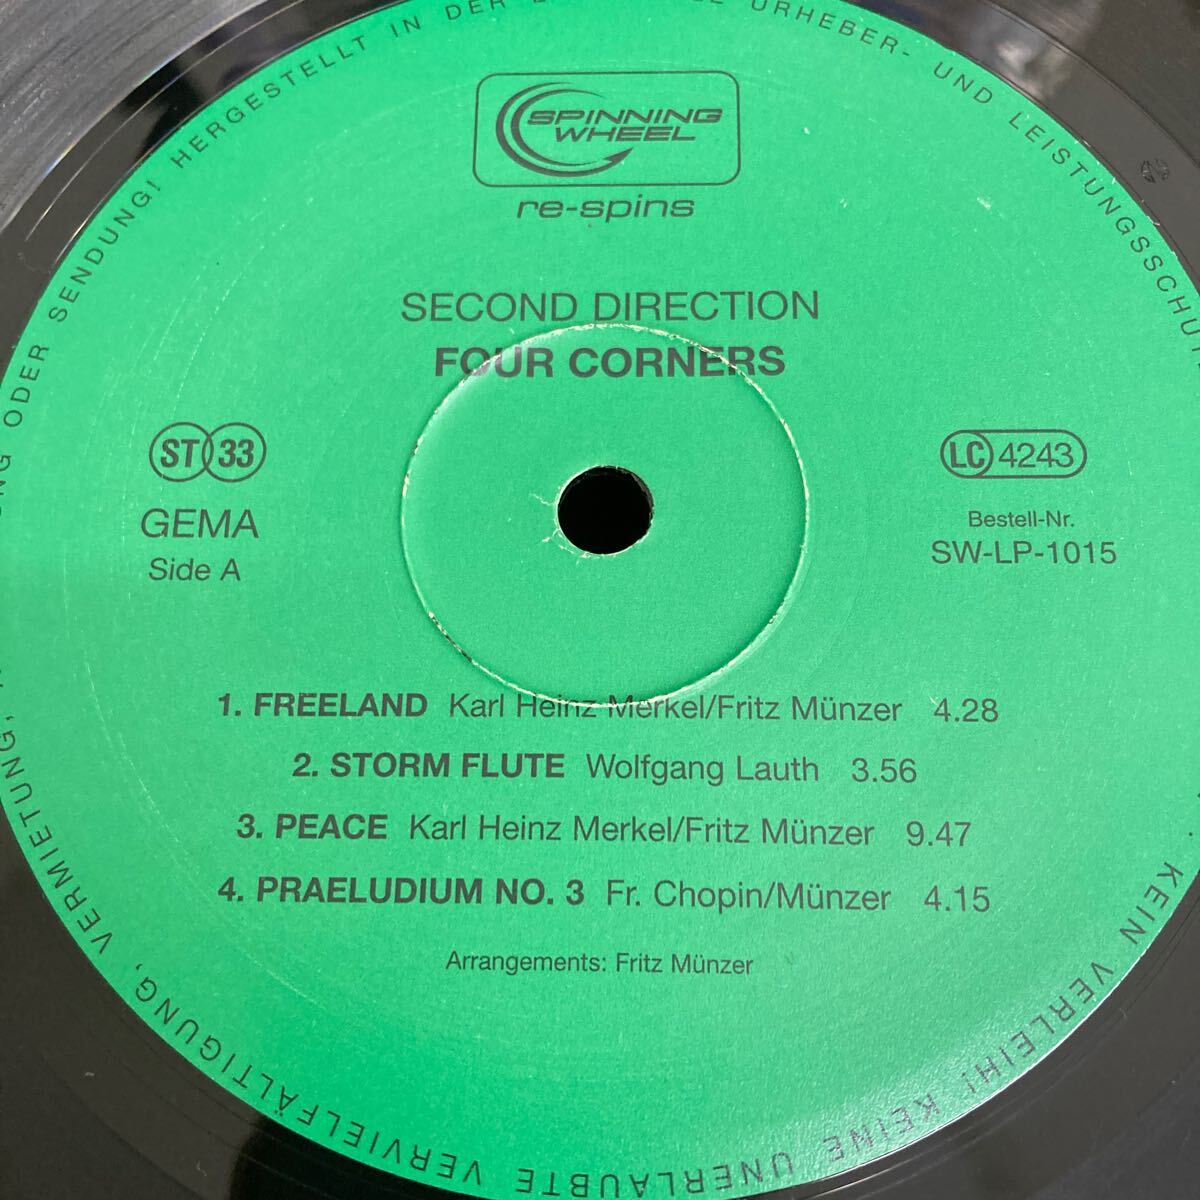 SPINNING
WHEEL
re-spins
SECOND DIRECTION
FOUR CORNERS
ST 33
GEMA
Side A
LC 4243
Bestell-Nr.
SW-LP-1015
1. FREELAND Karl Heinz Merkel/Fritz Münzer 4.28
2. STORM FLUTE Wolfgang Lauth 3.56
3. PEACE Karl Heinz Merkel/Fritz Münzer 9.47
4. PRAELUDIUM NO. 3 Fr. Chopin/Münzer 4.15
Arrangements: Fritz Münzer
URHEBER- UND LEISTUNGSSCHUT
KEIN VERLEIH! KEINE UNERLAUBTE VERVIELFÄLTIGUNG, VERMIETUNG,
ODER SENDUNG! HERGESTELLT IN DER